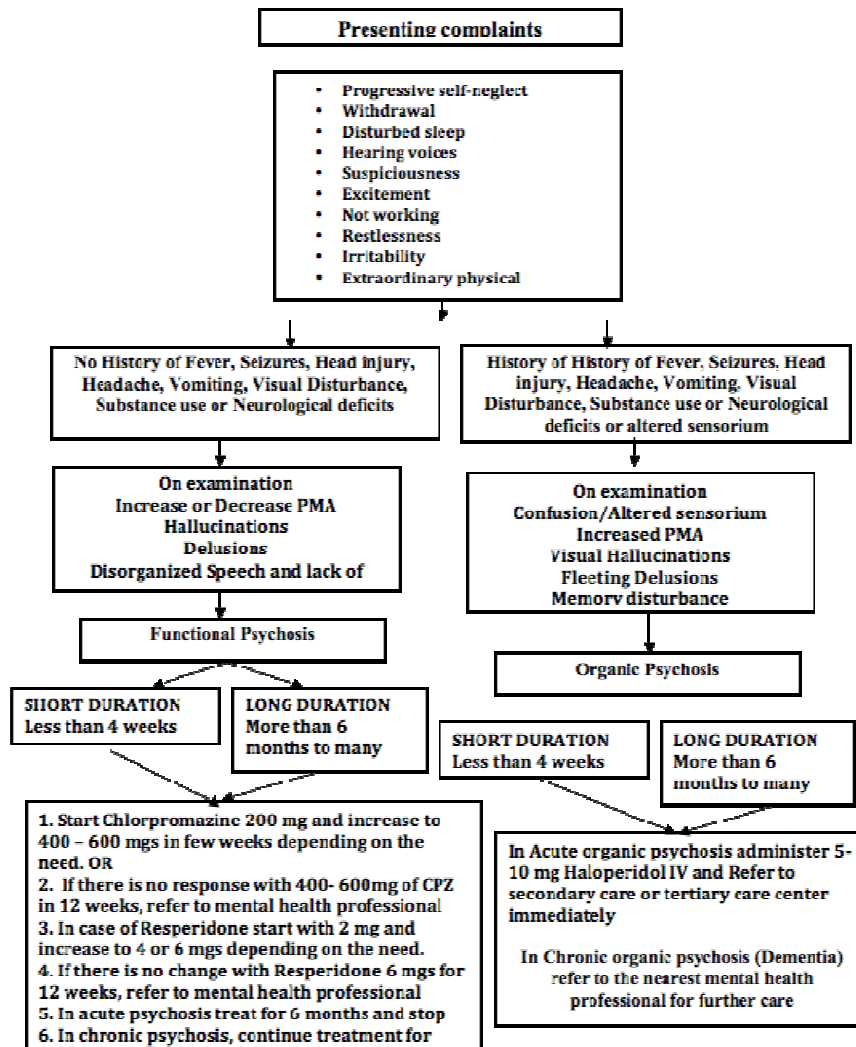 Presenting complaints
• Progressive self-neglect
• Withdrawal
• Disturbed sleep
• Hearing voices
• Suspiciousness
• Excitement
• Not working
• Restlessness
• Irritability
• Extraordinary physical
No History of Fever, Seizures, Head injury,
Headache, Vomiting, Visual Disturbance,
Substance use or Neurological deficits
History of History of Fever, Seizures, Head
injury, Headache, Vomiting, Visual
Disturbance, Substance use or Neurological
deficits or altered sensorium
On examination
Increase or Decrease PMA
Hallucinations
Delusions
Disorganized Speech and lack of
On examination
Confusion/Altered sensorium
Increased PMA
Visual Hallucinations
Fleeting Delusions
Memory disturbance
Functional Psychosis
Organic Psychosis
SHORT DURATION
Less than 4 weeks
LONG DURATION
More than 6
months to many
SHORT DURATION
Less than 4 weeks
LONG DURATION
More than 6
months to many
1. Start Chlorpromazine 200 mg and increase to
400 – 600 mgs in few weeks depending on the
need. OR
2. If there is no response with 400- 600mg of CPZ
in 12 weeks, refer to mental health professional
3. In case of Resperidone start with 2 mg and
increase to 4 or 6 mgs depending on the need.
4. If there is no change with Resperidone 6 mgs for
12 weeks, refer to mental health professional
5. In acute psychosis treat for 6 months and stop
6. In chronic psychosis, continue treatment for
In Acute organic psychosis administer 5-
10 mg Haloperidol IV and Refer to
secondary care or tertiary care center
immediately
In Chronic organic psychosis (Dementia)
refer to the nearest mental health
professional for further care